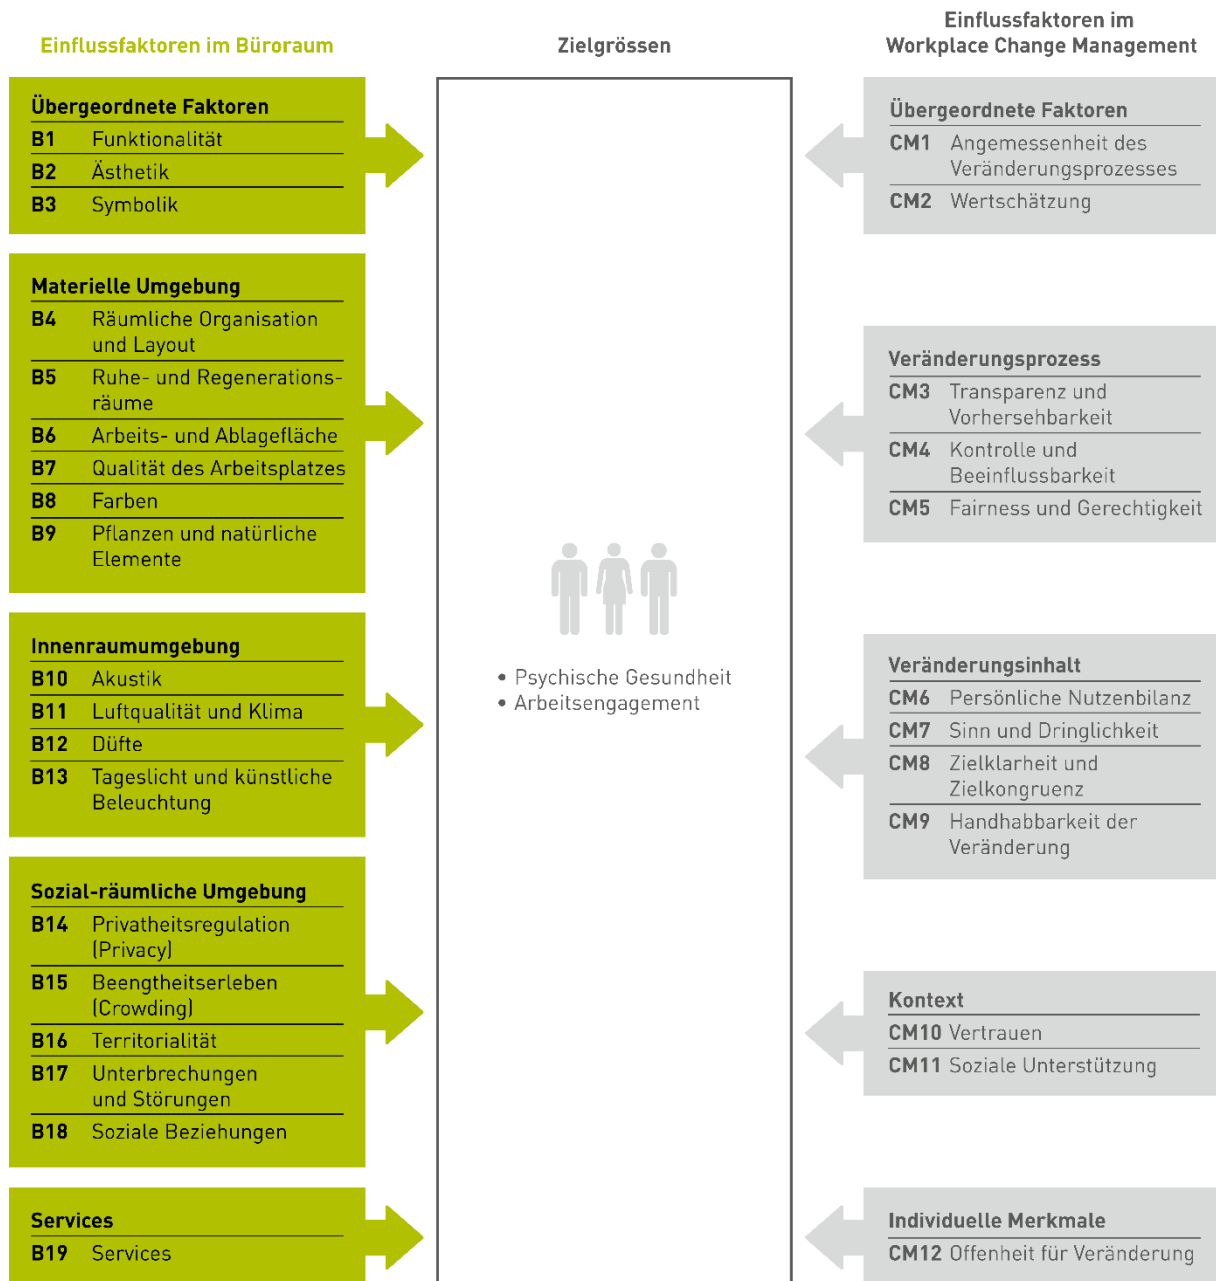 Einflussfaktoren im Büroraum
Übergeordnete Faktoren
B1 Funktionalität
B2 Ästhetik
B3 Symbolik
Materielle Umgebung
B4 Räumliche Organisation
und Layout
B5 Ruhe- und Regenerations-
räume
B6 Arbeits- und Ablagefläche
B7 Qualität des Arbeitsplatzes
B8 Farben
B9 Pflanzen und natürliche
Elemente
Innenraumumgebung
B10 Akustik
B11 Luftqualität und Klima
B12 Düfte
B13 Tageslicht und künstliche
Beleuchtung
Sozial-räumliche Umgebung
B14 Privatheitsregulation
(Privacy)
B15 Beengtheitserleben
(Crowding)
B16 Territorialität
B17 Unterbrechungen
und Störungen
B18 Soziale Beziehungen
Services
B19 Services
Zielgrössen
• Psychische Gesundheit
• Arbeitsengagement
Einflussfaktoren im
Workplace Change Management
Übergeordnete Faktoren
CM1 Angemessenheit des
Veränderungsprozesses
CM2 Wertschätzung
Veränderungsprozess
CM3 Transparenz und
Vorhersehbarkeit
CM4 Kontrolle und
Beeinflussbarkeit
CM5 Fairness und Gerechtigkeit
Veränderungsinhalt
CM6 Persönliche Nutzenbilanz
CM7 Sinn und Dringlichkeit
CM8 Zielklarheit und
Zielkongruenz
CM9 Handhabbarkeit der
Veränderung
Kontext
CM10 Vertrauen
CM11 Soziale Unterstützung
Individuelle Merkmale
CM12 Offenheit für Veränderung